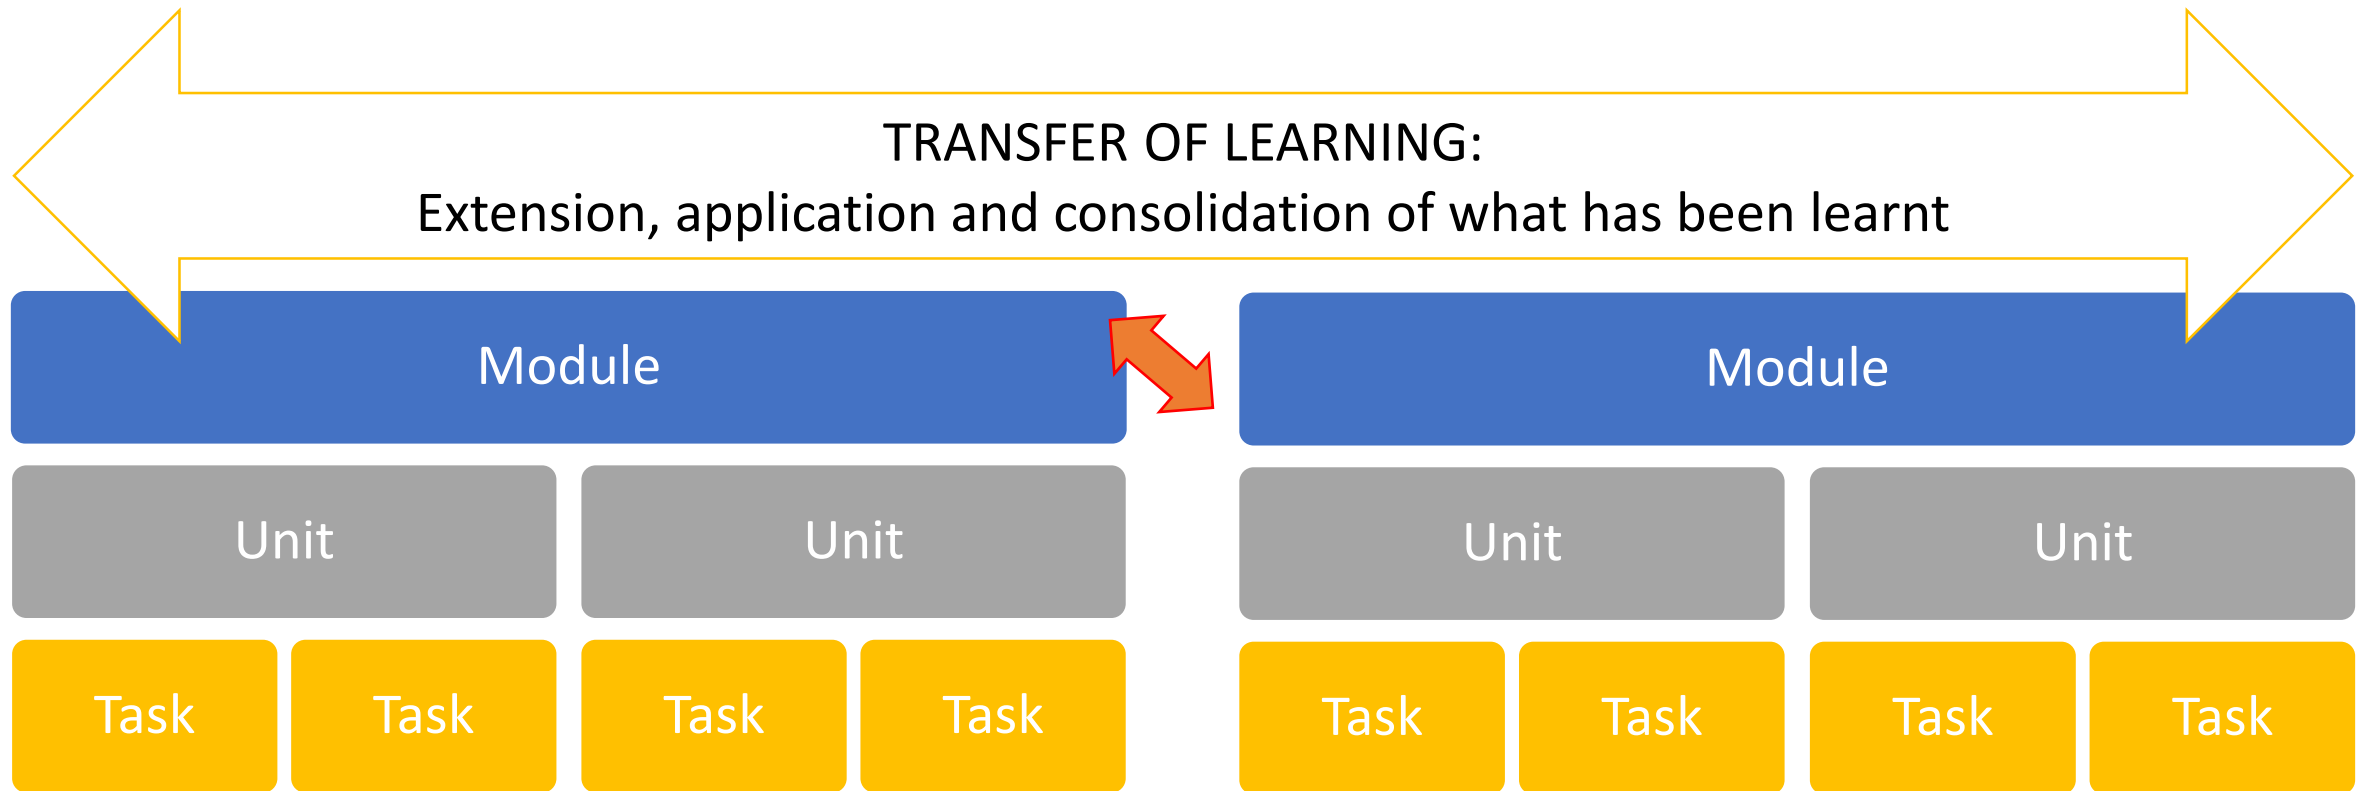 TRANSFER OF LEARNING:
Extension, application and consolidation of what has been learnt
Module
Module
Unit
Unit
Unit
Unit
Task
Task
Task
Task
Task
Task
Task
Task